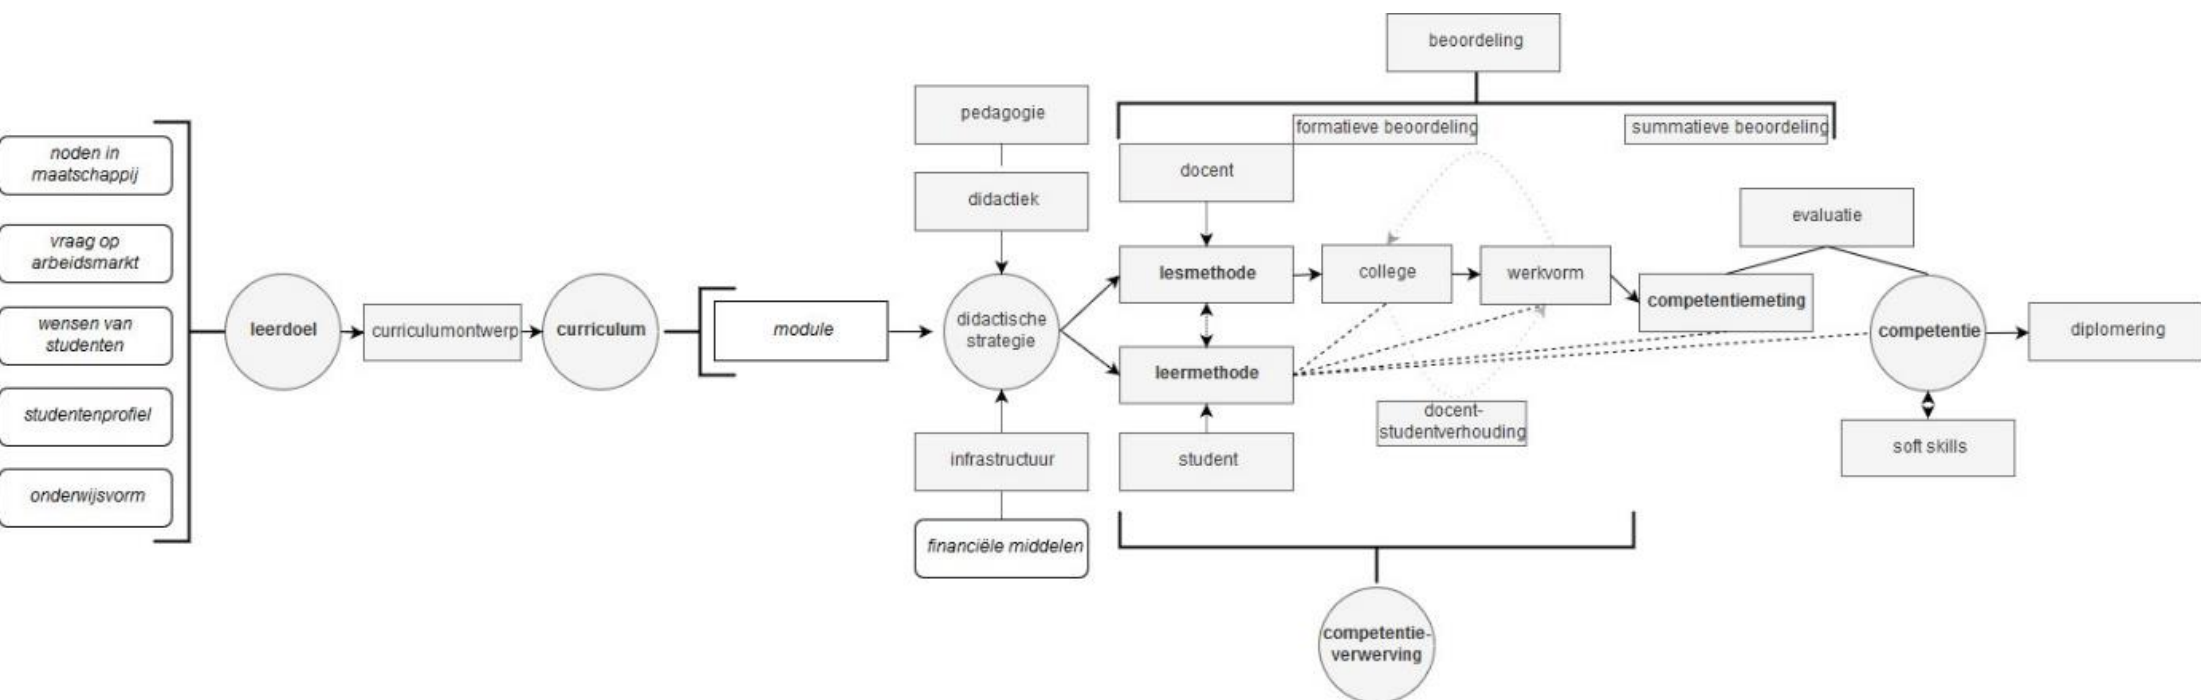 noden in
maatschappij
vraag op
arbeidsmarkt
wensen van
studenten
studentenprofiel
onderwijsvorm
leerdoel
curriculumontwerp
curriculum
module
pedagogie
didactiek
didactische
strategie
infrastructuur
financiële middelen
beoordeling
formatieve beoordeling
summatieve beoordeling
docent
lesmethode
leermethode
student
college
werkvorm
docent-
studentverhouding
competentie-
verwerving
evaluatie
competentiemeting
competentie
soft skills
diplomering